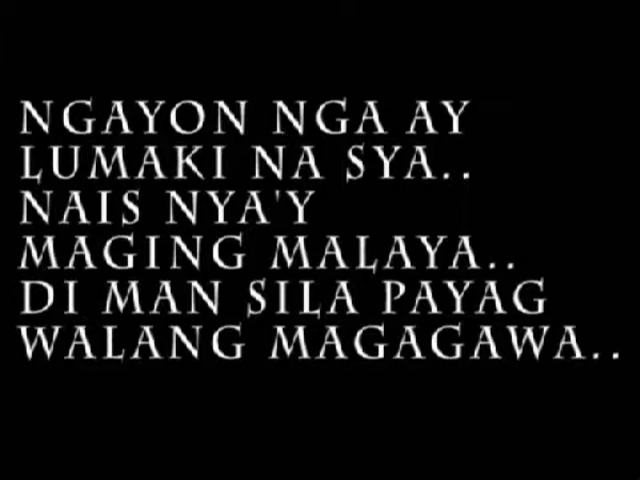 NGAYON NGA AY
LUMAKI NA SYA..
NAIS NYA'Y
MAGING MALAYA..
DI MAN SILA PAYAG
WALANG MAGAGAWA..